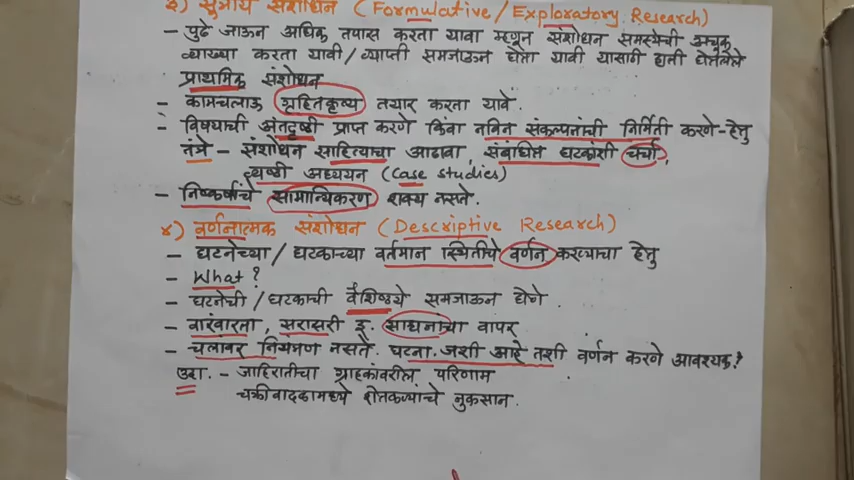 ३) सूत्रीय संशोधन (Formulative/Exploratory Research)
- पुढे जाऊन अधिक तपास करता यावा म्हणून संशोधन समस्येची अचूक
व्याख्या करता यावी / व्याप्ती समजाऊन घेता यावी यासाठी हाती घेतलेले
प्राथमिक संशोधन
- कामचलाऊ ग्रहितकृत्य तयार करता यावे.
- विषयाची अंतदृष्टी प्राप्त करणे किंवा नविन संकल्पनांची निर्मिती करणे-हेतु
तंत्रे - संशोधन साहित्याचा आढावा, संबंधित घटकांशी चर्चा,
व्यष्ठी अध्ययन (Case studies)
- निष्कर्षाचे सामान्यिकरण शक्य नसते.
४) वर्णनात्मक संशोधन (Descriptive Research)
- घटनेच्या / घटकाच्या वर्तमान स्थितीचे वर्णन करण्याचा हेतु
- What?
- घटनेची / घटकाची वैशिष्ट्ये समजाऊन घेणे.
- वारंवारता, सरासरी इ. साधनांचा वापर
- चलांवर नियंत्रण नसते. घटना जशी आहे तशी वर्णन करणे आवश्यक?
उदा. - जाहिरातीचा ग्राहकांवरील परिणाम
चक्रीवादळामध्ये शेतकऱ्यांचे नुकसान.